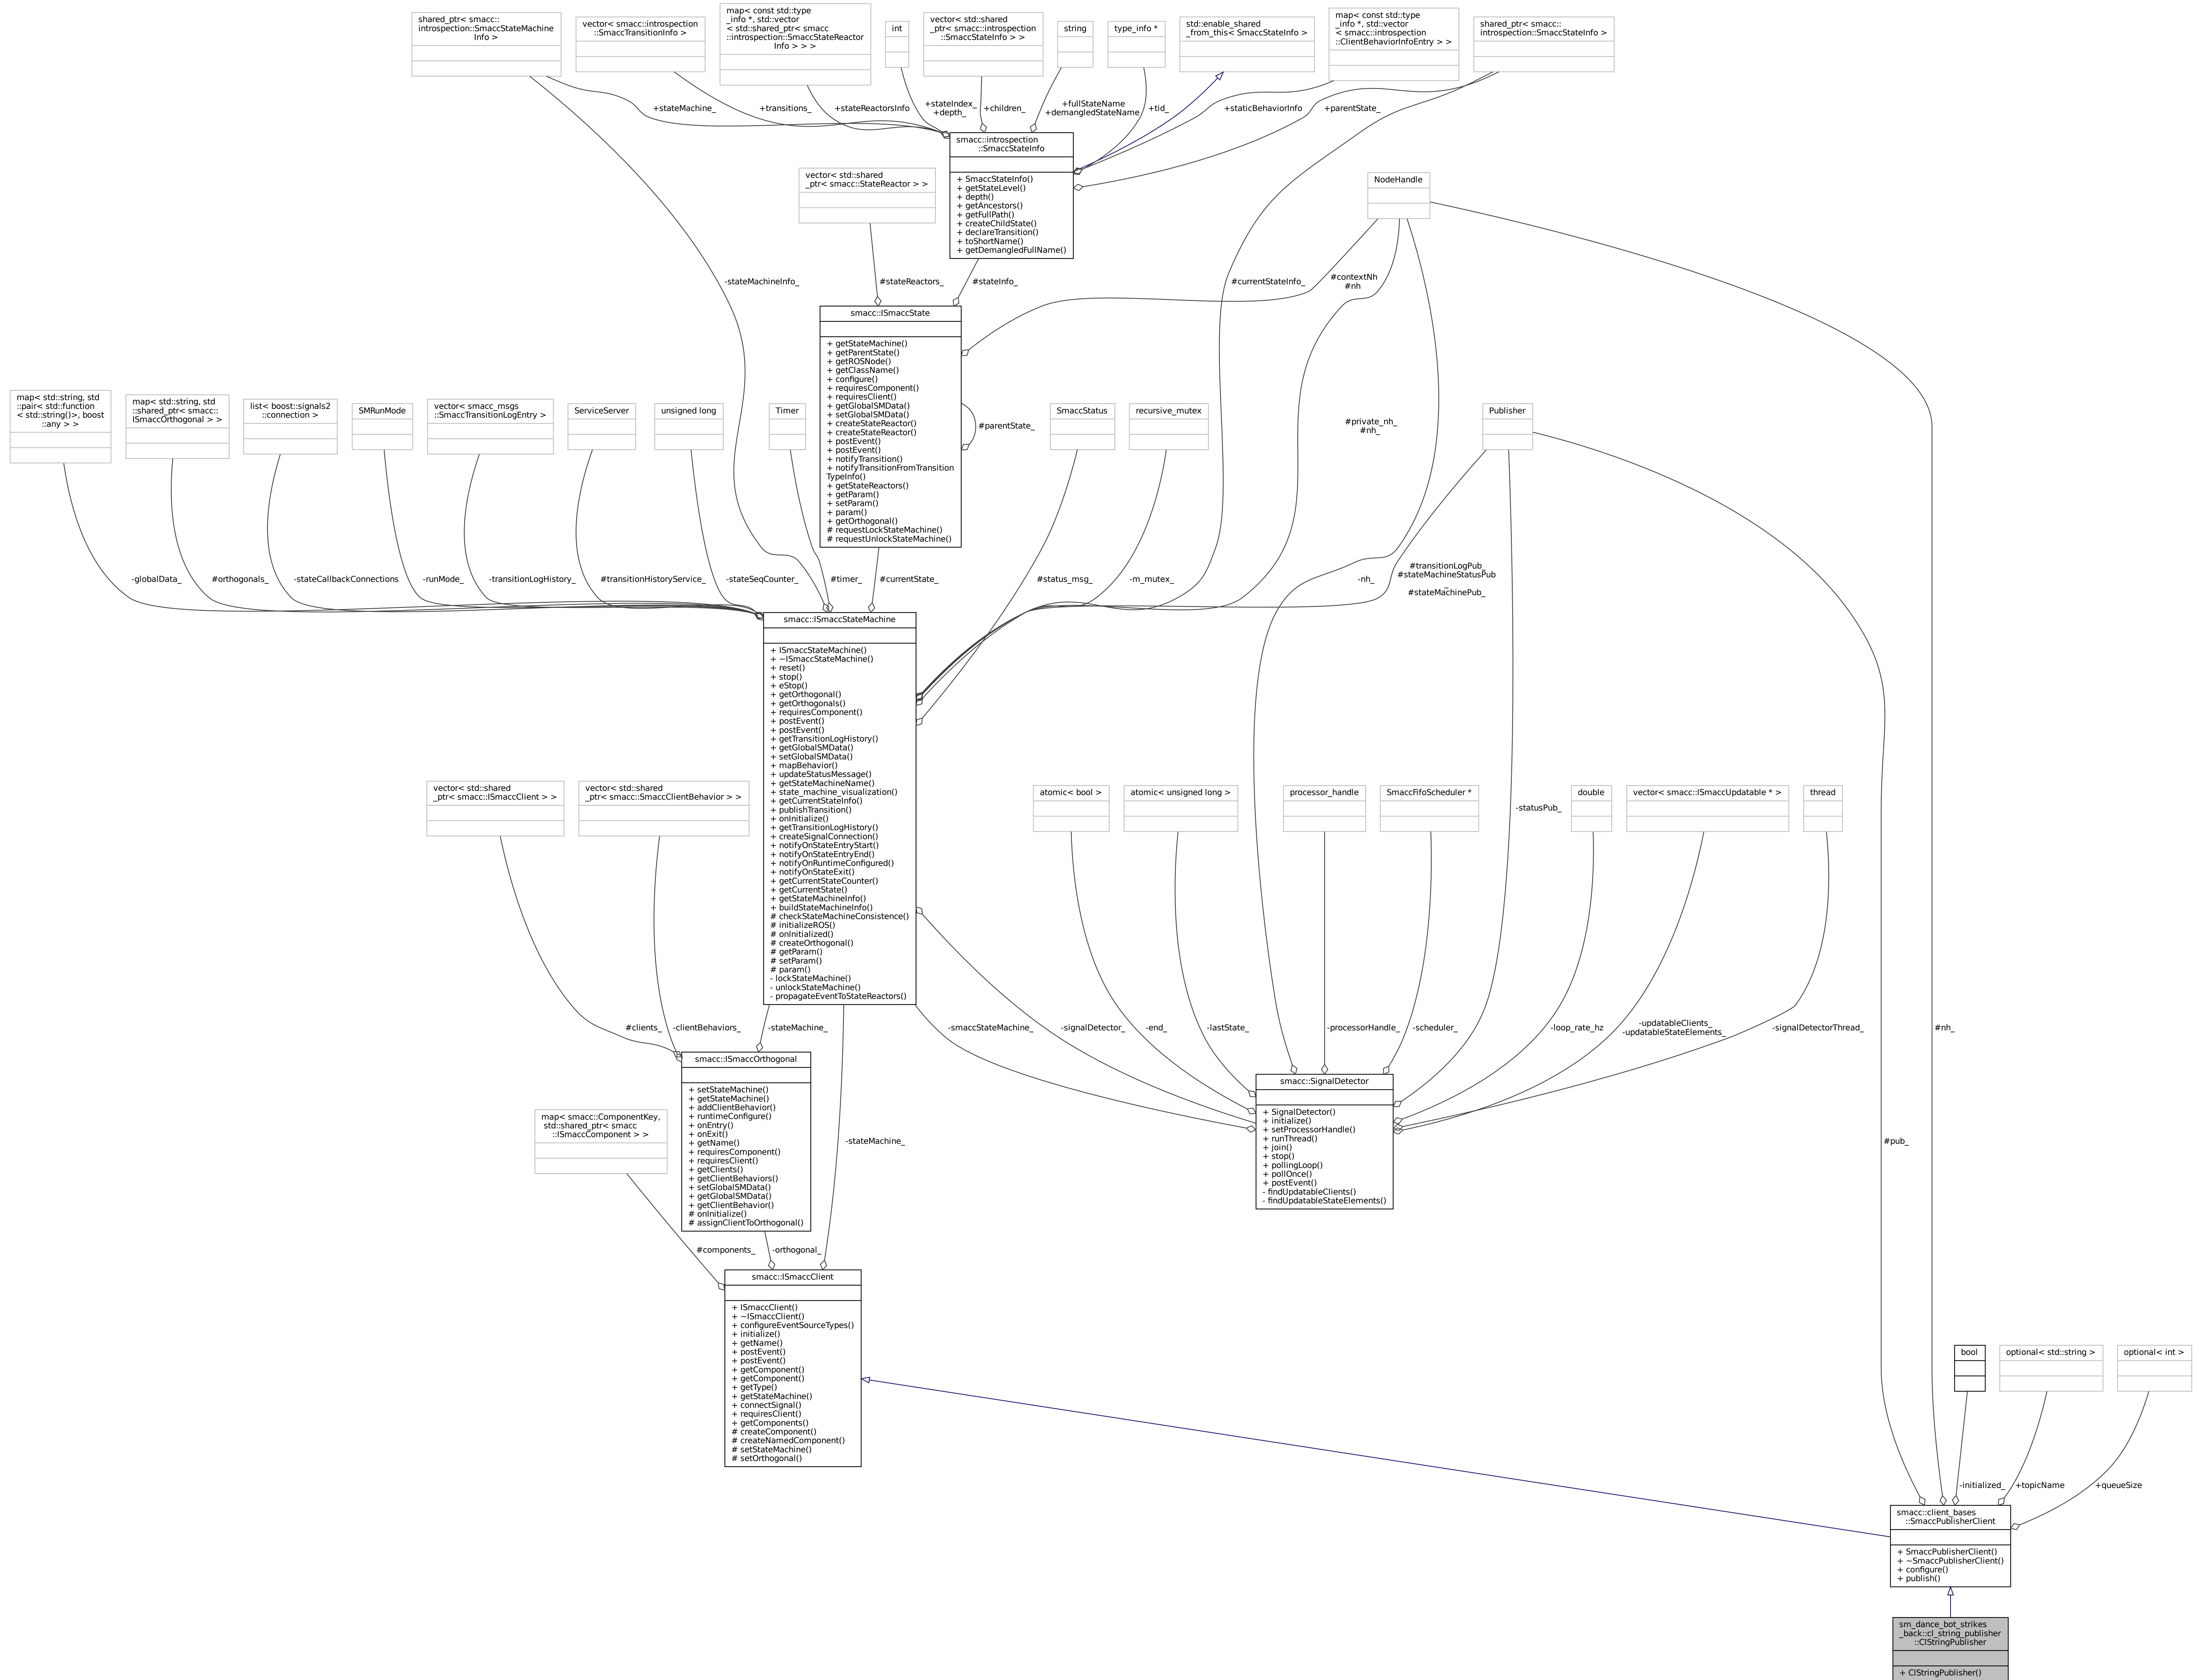 shared_ptr< smacc::
introspection::SmaccStateMachine
Info >
vector< smacc::introspection
::SmaccTransitionInfo >
map< const std::type
_info *, std::vector
< std::shared_ptr< smacc
::introspection::SmaccStateReactor
Info > > >
int
vector< std::shared
_ptr< smacc::introspection
::SmaccStateInfo > >
string
type_info *
std::enable_shared
_from_this< SmaccStateInfo >
map< const std::type
_info *, std::vector
< smacc::introspection
::ClientBehaviorInfoEntry > >
shared_ptr< smacc::
introspection::SmaccStateInfo >
+stateMachine_
+transitions_
+stateReactorsInfo
+stateIndex_
+depth_
+children_
+fullStateName
+demangledStateName
+tid_
+staticBehaviorInfo
+parentState_
smacc::introspection
::SmaccStateInfo
+ SmaccStateInfo()
+ getStateLevel()
+ depth()
+ getAncestors()
+ getFullPath()
+ createChildState()
+ declareTransition()
+ toShortName()
+ getDemangledFullName()
vector< std::shared
_ptr< smacc::StateReactor > >
NodeHandle
-stateMachineInfo_
#stateReactors_
#stateInfo_
#currentStateInfo_
#contextNh
#nh
smacc::ISmaccState
+ getStateMachine()
+ getParentState()
+ getROSNode()
+ getClassName()
+ configure()
+ requiresComponent()
+ requiresClient()
+ getGlobalSMData()
+ setGlobalSMData()
+ createStateReactor()
+ createStateReactor()
+ postEvent()
+ postEvent()
+ notifyTransition()
+ notifyTransitionFromTransition
TypeInfo()
+ getStateReactors()
+ getParam()
+ setParam()
+ param()
+ getOrthogonal()
# requestLockStateMachine()
# requestUnlockStateMachine()
#parentState_
map< std::string, std
::pair< std::function
< std::string()>, boost
::any > >
map< std::string, std
::shared_ptr< smacc::
ISmaccOrthogonal > >
list< boost::signals2
::connection >
SMRunMode
vector< smacc_msgs
::SmaccTransitionLogEntry >
ServiceServer
unsigned long
Timer
SmaccStatus
recursive_mutex
#private_nh_
#nh_
Publisher
-globalData_
#orthogonals_
-stateCallbackConnections
-runMode_
-transitionLogHistory_
#transitionHistoryService_
-stateSeqCounter_
#timer_
#currentState_
#status_msg_
-m_mutex_
-nh_
#transitionLogPub_
#stateMachineStatusPub
_
#stateMachinePub_
smacc::ISmaccStateMachine
+ ISmaccStateMachine()
+ ~ISmaccStateMachine()
+ reset()
+ stop()
+ eStop()
+ getOrthogonal()
+ getOrthogonals()
+ requiresComponent()
+ postEvent()
+ postEvent()
+ getTransitionLogHistory()
+ getGlobalSMData()
+ setGlobalSMData()
+ mapBehavior()
+ updateStatusMessage()
+ getStateMachineName()
+ state_machine_visualization()
+ getCurrentStateInfo()
+ publishTransition()
+ onInitialize()
+ getTransitionLogHistory()
+ createSignalConnection()
+ notifyOnStateEntryStart()
+ notifyOnStateEntryEnd()
+ notifyOnRuntimeConfigured()
+ notifyOnStateExit()
+ getCurrentStateCounter()
+ getCurrentState()
+ getStateMachineInfo()
+ buildStateMachineInfo()
# checkStateMachineConsistence()
# initializeROS()
# onInitialized()
# createOrthogonal()
# getParam()
# setParam()
# param()
- lockStateMachine()
- unlockStateMachine()
- propagateEventToStateReactors()
vector< std::shared
_ptr< smacc::ISmaccClient > >
vector< std::shared
_ptr< smacc::SmaccClientBehavior > >
atomic< bool >
atomic< unsigned long >
processor_handle
SmaccFifoScheduler *
-statusPub_
double
vector< smacc::ISmaccUpdatable * >
thread
#clients_
-clientBehaviors_
-stateMachine_
-smaccStateMachine_
-signalDetector_
-end_
-lastState_
-processorHandle_
-scheduler_
-loop_rate_hz
-updatableClients_
-updatableStateElements_
-signalDetectorThread_
#nh_
smacc::ISmaccOrthogonal
+ setStateMachine()
+ getStateMachine()
+ addClientBehavior()
+ runtimeConfigure()
+ onEntry()
+ onExit()
+ getName()
+ requiresComponent()
+ requiresClient()
+ getClients()
+ getClientBehaviors()
+ setGlobalSMData()
+ getGlobalSMData()
+ getClientBehavior()
# onInitialize()
# assignClientToOrthogonal()
smacc::SignalDetector
+ SignalDetector()
+ initialize()
+ setProcessorHandle()
+ runThread()
+ join()
+ stop()
+ pollingLoop()
+ pollOnce()
+ postEvent()
- findUpdatableClients()
- findUpdatableStateElements()
map< smacc::ComponentKey,
std::shared_ptr< smacc
::ISmaccComponent > >
-stateMachine_
#pub_
#components_
-orthogonal_
smacc::ISmaccClient
+ ISmaccClient()
+ ~ISmaccClient()
+ configureEventSourceTypes()
+ initialize()
+ getName()
+ postEvent()
+ postEvent()
+ getComponent()
+ getComponent()
+ getType()
+ getStateMachine()
+ connectSignal()
+ requiresClient()
+ getComponents()
# createComponent()
# createNamedComponent()
# setStateMachine()
# setOrthogonal()
bool
optional< std::string >
optional< int >
-initialized_
+topicName
+queueSize
smacc::client_bases
::SmaccPublisherClient
+ SmaccPublisherClient()
+ ~SmaccPublisherClient()
+ configure()
+ publish()
sm_dance_bot_strikes
_back::cl_string_publisher
::ClStringPublisher
+ ClStringPublisher()